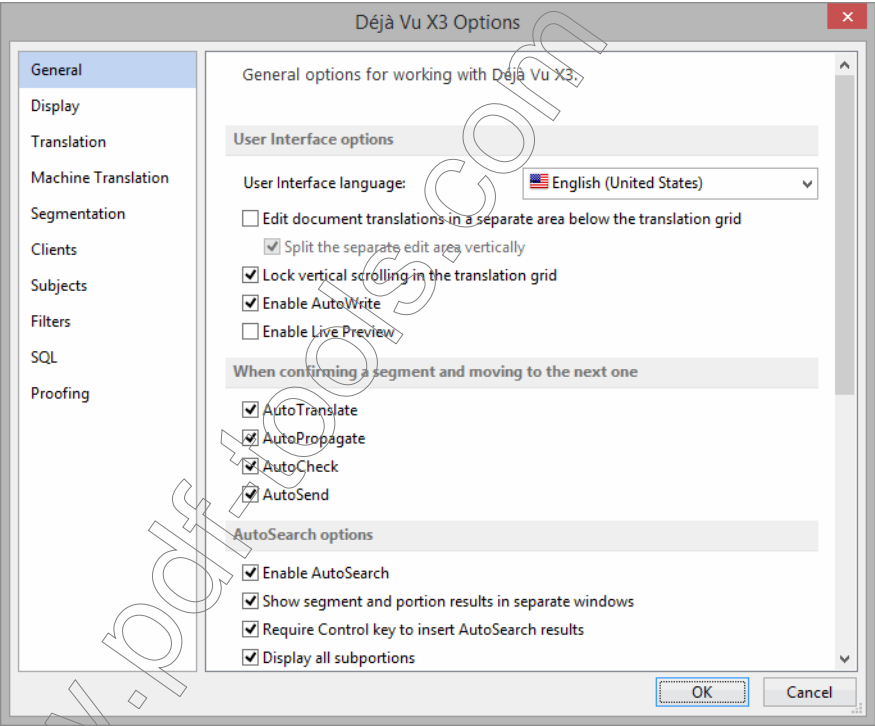 Déjà Vu X3 Options
General
Display
Translation
Machine Translation
Segmentation
Clients
Subjects
Filters
SQL
Proofing
General options for working with Déjà Vu X3.
User Interface options
User Interface language:
English (United States)
Edit document translations in a separate area below the translation grid
Split the separate edit area vertically
Lock vertical scrolling in the translation grid
Enable AutoWrite
Enable Live Preview
When confirming a segment and moving to the next one
AutoTranslate
AutoPropagate
AutoCheck
AutoSend
AutoSearch options
Enable AutoSearch
Show segment and portion results in separate windows
Require Control key to insert AutoSearch results
Display all subportions
OK
Cancel
.pdf-tools.com